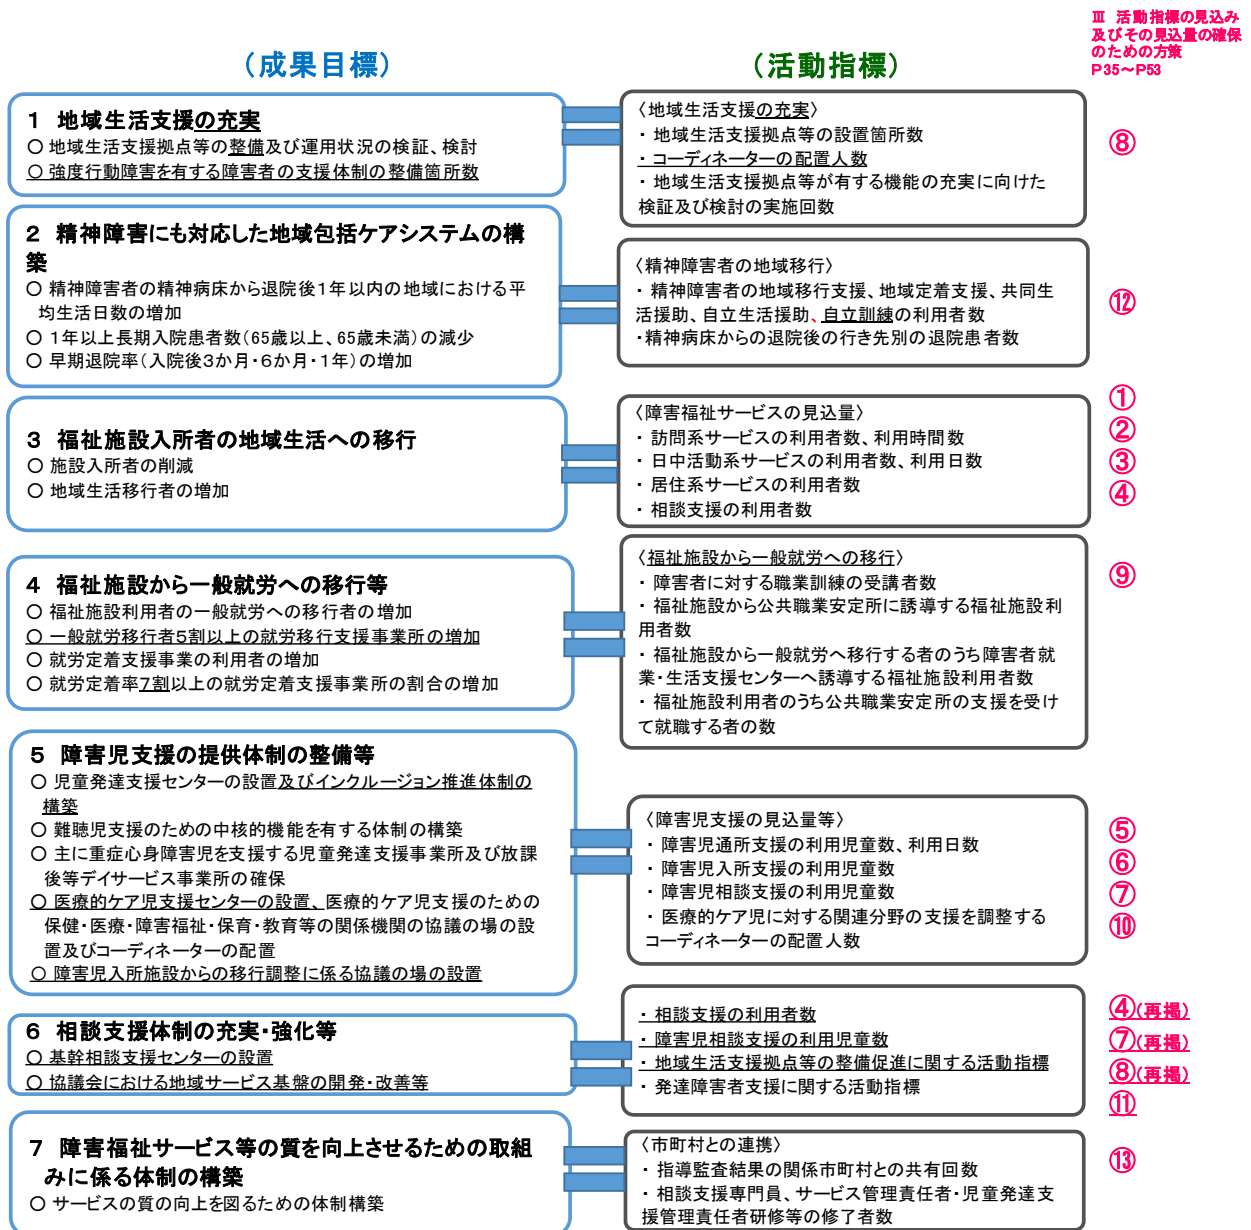 Ⅲ 活動指標の見込み
及びその見込量の確保
のための方策
P35～P53
（成果目標）
（活動指標）
1 地域生活支援の充実
○ 地域生活支援拠点等の整備及び運用状況の検証、検討
○ 強度行動障害を有する障害者の支援体制の整備箇所数
〈地域生活支援の充実〉
・ 地域生活支援拠点等の設置箇所数
・ コーディネーターの配置人数
・ 地域生活支援拠点等が有する機能の充実に向けた
検証及び検討の実施回数
⑧
2 精神障害にも対応した地域包括ケアシステムの構
築
○ 精神障害者の精神病床から退院後1年以内の地域における平
均生活日数の増加
○ 1年以上長期入院患者数（65歳以上、65歳未満）の減少
○ 早期退院率（入院後3か月・6か月・1年）の増加
〈精神障害者の地域移行〉
・ 精神障害者の地域移行支援、地域定着支援、共同生
活援助、自立生活援助、自立訓練の利用者数
・精神病床からの退院後の行き先別の退院患者数
⑫
3 福祉施設入所者の地域生活への移行
○ 施設入所者の削減
○ 地域生活移行者の増加
〈障害福祉サービスの見込量〉
・ 訪問系サービスの利用者数、利用時間数
・ 日中活動系サービスの利用者数、利用日数
・ 居住系サービスの利用者数
・ 相談支援の利用者数
①
②
③
④
4 福祉施設から一般就労への移行等
○ 福祉施設利用者の一般就労への移行者の増加
○ 一般就労移行者5割以上の就労移行支援事業所の増加
○ 就労定着支援事業の利用者の増加
○ 就労定着率7割以上の就労定着支援事業所の割合の増加
〈福祉施設から一般就労への移行〉
・ 障害者に対する職業訓練の受講者数
・ 福祉施設から公共職業安定所に誘導する福祉施設利
用者数
・ 福祉施設から一般就労へ移行する者のうち障害者就
業・生活支援センターへ誘導する福祉施設利用者数
・ 福祉施設利用者のうち公共職業安定所の支援を受け
て就職する者の数
⑨
5 障害児支援の提供体制の整備等
○ 児童発達支援センターの設置及びインクルージョン推進体制の
構築
○ 難聴児支援のための中核的機能を有する体制の構築
○ 主に重症心身障害児を支援する児童発達支援事業所及び放課
後等デイサービス事業所の確保
○ 医療的ケア児支援センターの設置、医療的ケア児支援のための
保健・医療・障害福祉・保育・教育等の関係機関の協議の場の設
置及びコーディネーターの配置
○ 障害児入所施設からの移行調整に係る協議の場の設置
〈障害児支援の見込量等〉
・ 障害児通所支援の利用児童数、利用日数
・ 障害児入所支援の利用児童数
・ 障害児相談支援の利用児童数
・ 医療的ケア児に対する関連分野の支援を調整する
コーディネーターの配置人数
⑤
⑥
⑦
⑩
6 相談支援体制の充実・強化等
○ 基幹相談支援センターの設置
○ 協議会における地域サービス基盤の開発・改善等
・ 相談支援の利用者数
・ 障害児相談支援の利用児童数
・ 地域生活支援拠点等の整備促進に関する活動指標
・ 発達障害者支援に関する活動指標
④(再掲)
⑦(再掲)
⑧(再掲)
⑪
7 障害福祉サービス等の質を向上させるための取組
みに係る体制の構築
○ サービスの質の向上を図るための体制構築
〈市町村との連携〉
・ 指導監査結果の関係市町村との共有回数
・ 相談支援専門員、サービス管理責任者・児童発達支
援管理責任者研修等の修了者数
⑬